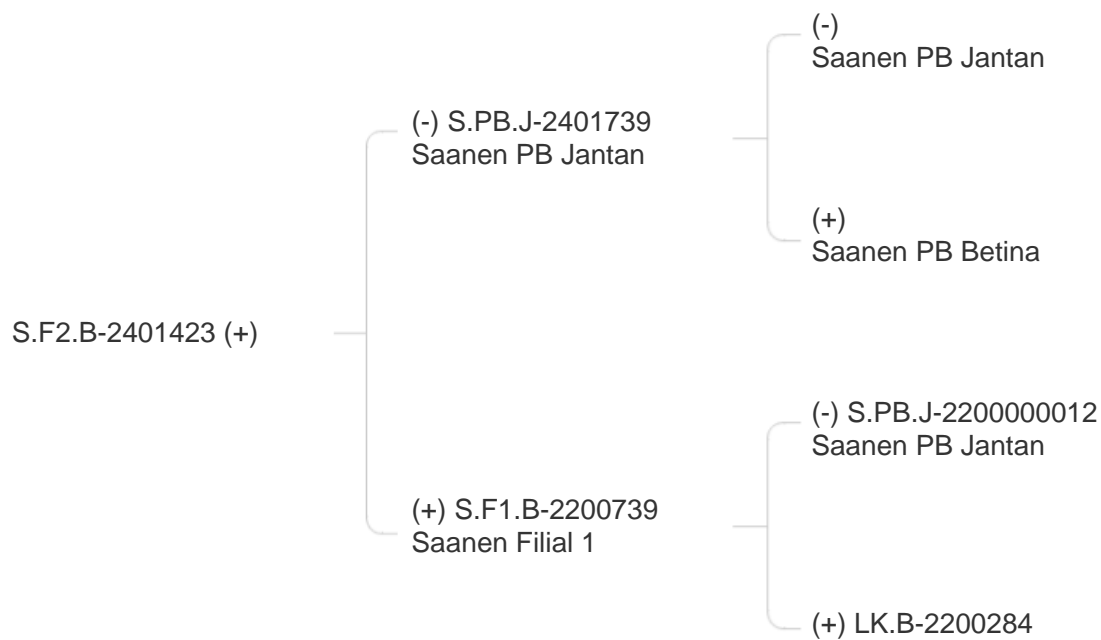 (-)
Saanen PB Jantan
(-) S.PB.J-2401739
Saanen PB Jantan
(+)
Saanen PB Betina
S.F2.B-2401423 (+)
(-) S.PB.J-2200000012
Saanen PB Jantan
(+) S.F1.B-2200739
Saanen Filial 1
(+) LK.B-2200284